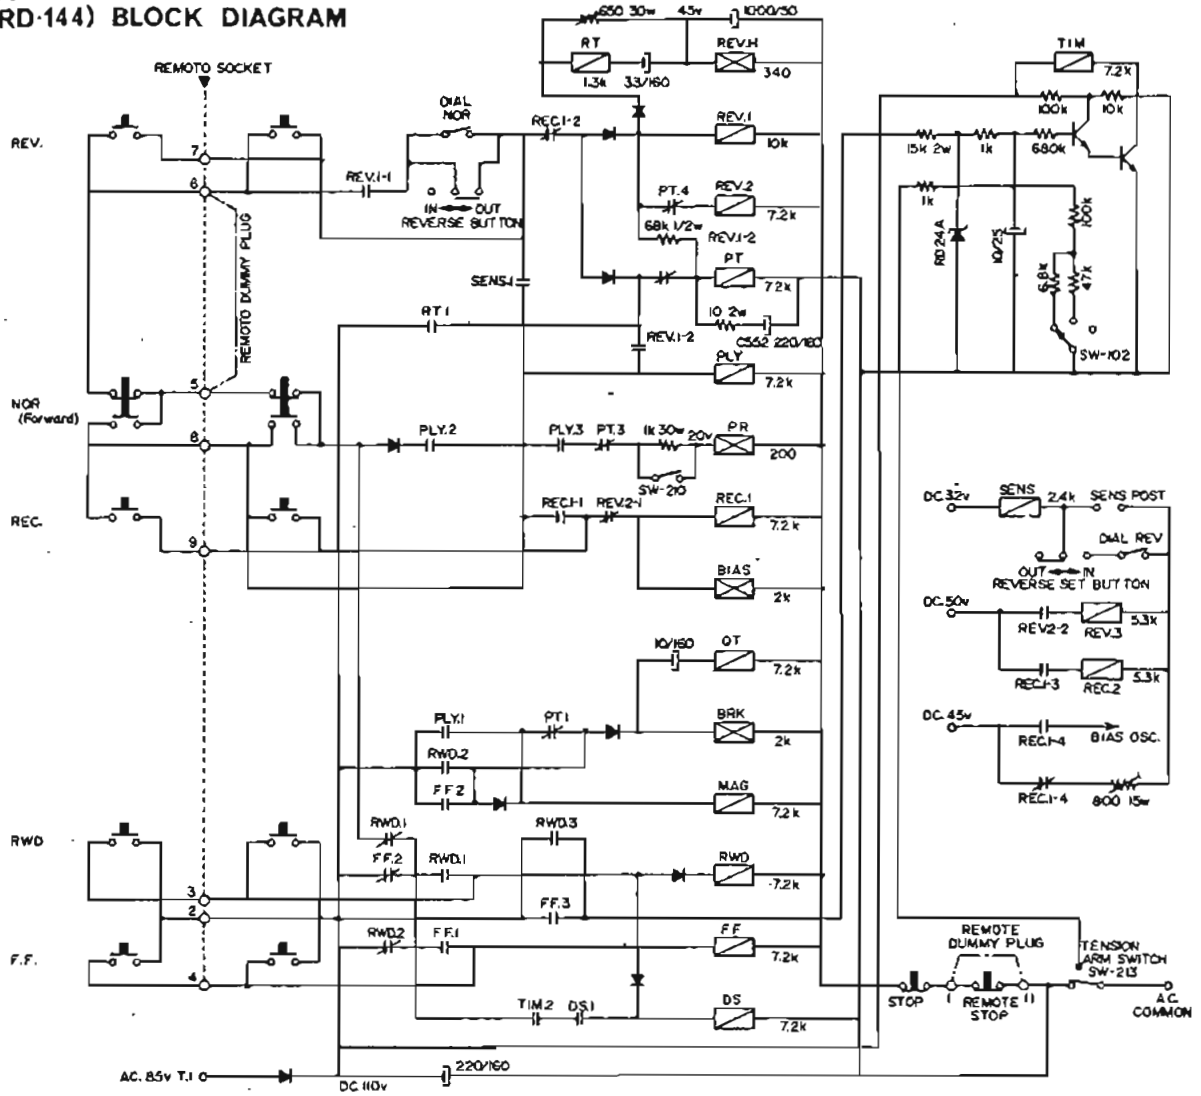 RD-144) BLOCK DIAGRAM
REMOTO SOCKET
REV.
7
6
REMOTO DUMMY PLUG
NOR
(Forward)
5
8
REC.
9
RWD
3
2
F.F.
4
AC. 85v T.1
DC 110v
220/160
DIAL
NOR
REC.1-2
REV.1-1
IN OUT
REVERSE BUTTON
SENS.1
RT.1
PLY.2
PLY.3
PT.3
1k 30w
20v
SW-210
REC.1-1
REV.2-1
650 30w
45v
1000/50
RT
1.3k
33/160
REV.H
340
REV.1
10k
PT.4
REV.2
7.2k
68k 1/2w
REV.1-2
PT
7.2k
10 2w
C552 220/160
REV.1-2
PLY
7.2k
PR
200
REC.1
7.2k
BIAS
2k
10/160
QT
7.2k
PLY.1
PT.1
BRK
2k
RWD.2
F.F.2
MAG
7.2k
RWD.1
RWD.3
F.F.2
RWD.1
RWD
7.2k
FF.3
RWD.2
F.F.1
F.F
7.2k
TIM.2
DS.1
DS
7.2k
TIM
7.2k
100k
10k
15k 2w
1k
680k
1k
100k
RD24A
10/25
6.8k
47k
SW-102
DC.32v
SENS
2.4k
SENS POST
DIAL REV
OUT IN
REVERSE SET BUTTON
DC.50v
REV.2-2
REV.3
5.3k
REC.1-3
REC.2
5.3k
DC.45v
REC.1-4
BIAS OSC.
REC.1-4
800 15w
REMOTE
DUMMY PLUG
TENSION
ARM SWITCH
SW-213
STOP
1
REMOTE
STOP
11
A.C.
COMMON